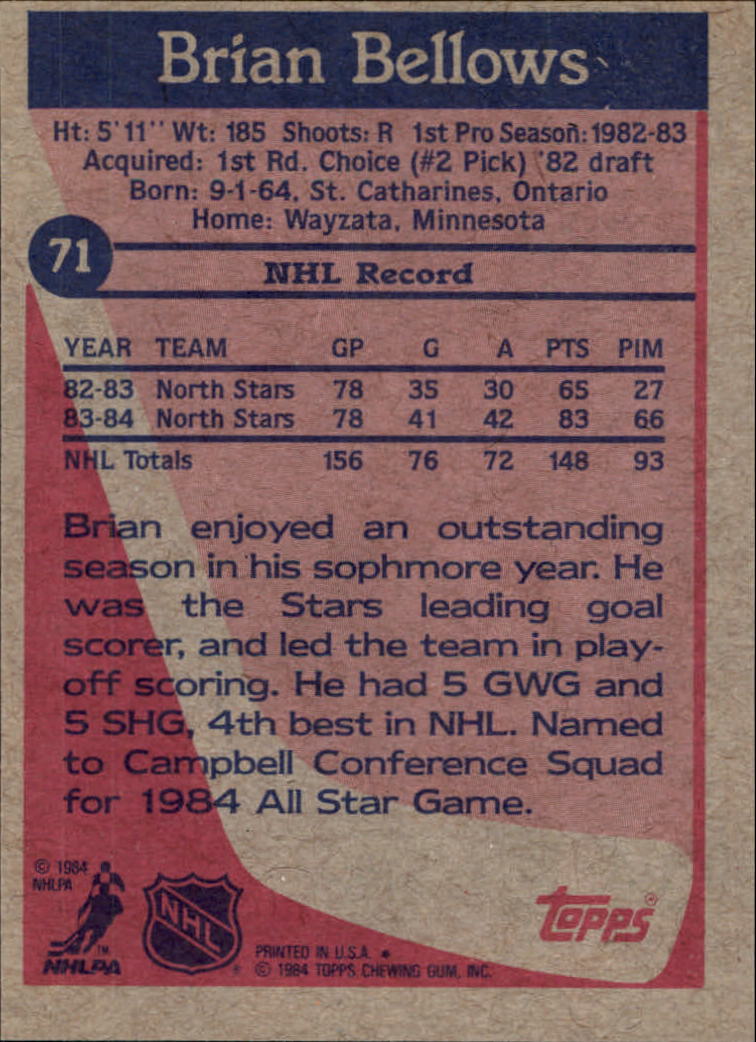 Brian Bellows
Ht: 5'11'' Wt: 185 Shoots: R 1st Pro Season: 1982-83
Acquired: 1st Rd. Choice (#2 Pick) '82 draft
Born: 9-1-64, St. Catharines, Ontario
Home: Wayzata, Minnesota
71
NHL Record
YEAR TEAM GP G A PTS PIM
82-83 North Stars 78 35 30 65 27
83-84 North Stars 78 41 42 83 66
NHL Totals 156 76 72 148 93
Brian enjoyed an outstanding
season in his sophmore year. He
was the Stars leading goal
scorer, and led the team in play-
off scoring. He had 5 GWG and
5 SHG, 4th best in NHL. Named
to Campbell Conference Squad
for 1984 All Star Game.
© 1984
NHLPA
TM
NHLPA
NHL
®
PRINTED IN U.S.A. *
© 1984 TOPPS CHEWING GUM, INC.
Topps®